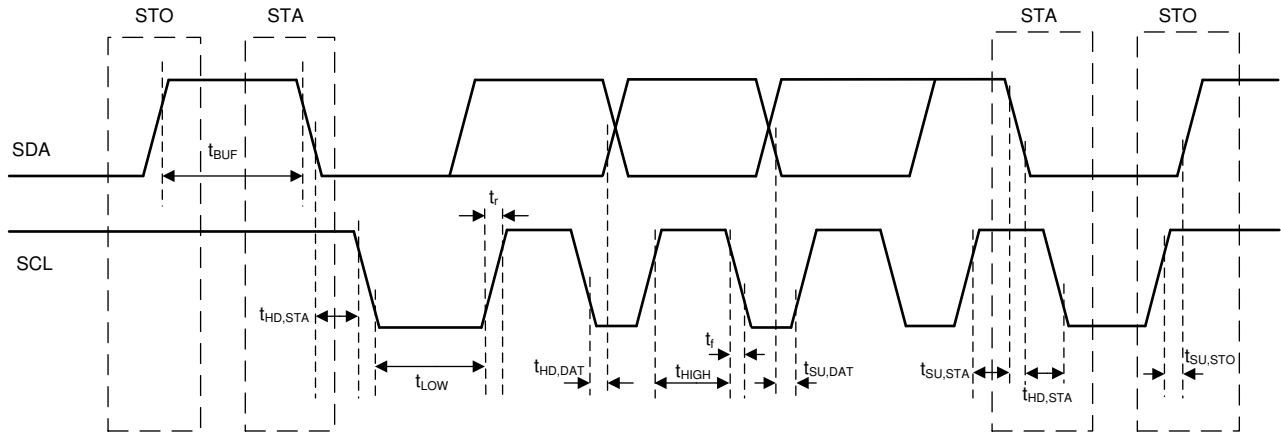 STO
STA
STA
STO
SDA
tBUF
tr
SCL
tHD,STA
tLOW
tHD,DAT
tHIGH
tf
tSU,DAT
tSU,STA
tHD,STA
tSU,STO